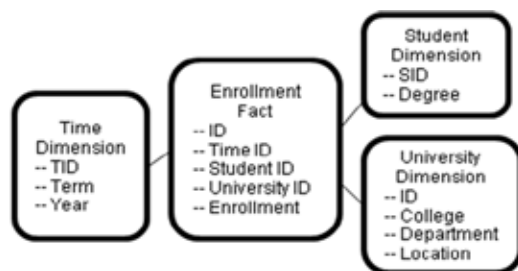 Time
Dimension
-- TID
-- Term
-- Year
Enrollment
Fact
-- ID
-- Time ID
-- Student ID
-- University ID
-- Enrollment
Student
Dimension
-- SID
-- Degree
University
Dimension
-- ID
-- College
-- Department
-- Location